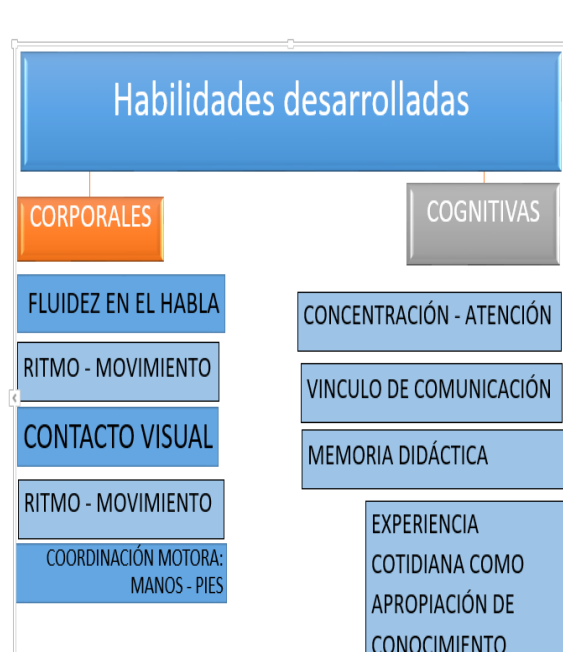 Habilidades desarrolladas
CORPORALES
FLUIDEZ EN EL HABLA
RITMO - MOVIMIENTO
CONTACTO VISUAL
RITMO - MOVIMIENTO
COORDINACIÓN MOTORA:
MANOS - PIES
COGNITIVAS
CONCENTRACIÓN - ATENCIÓN
VINCULO DE COMUNICACIÓN
MEMORIA DIDÁCTICA
EXPERIENCIA
COTIDIANA COMO
APROPIACIÓN DE
CONOCIMIENTO